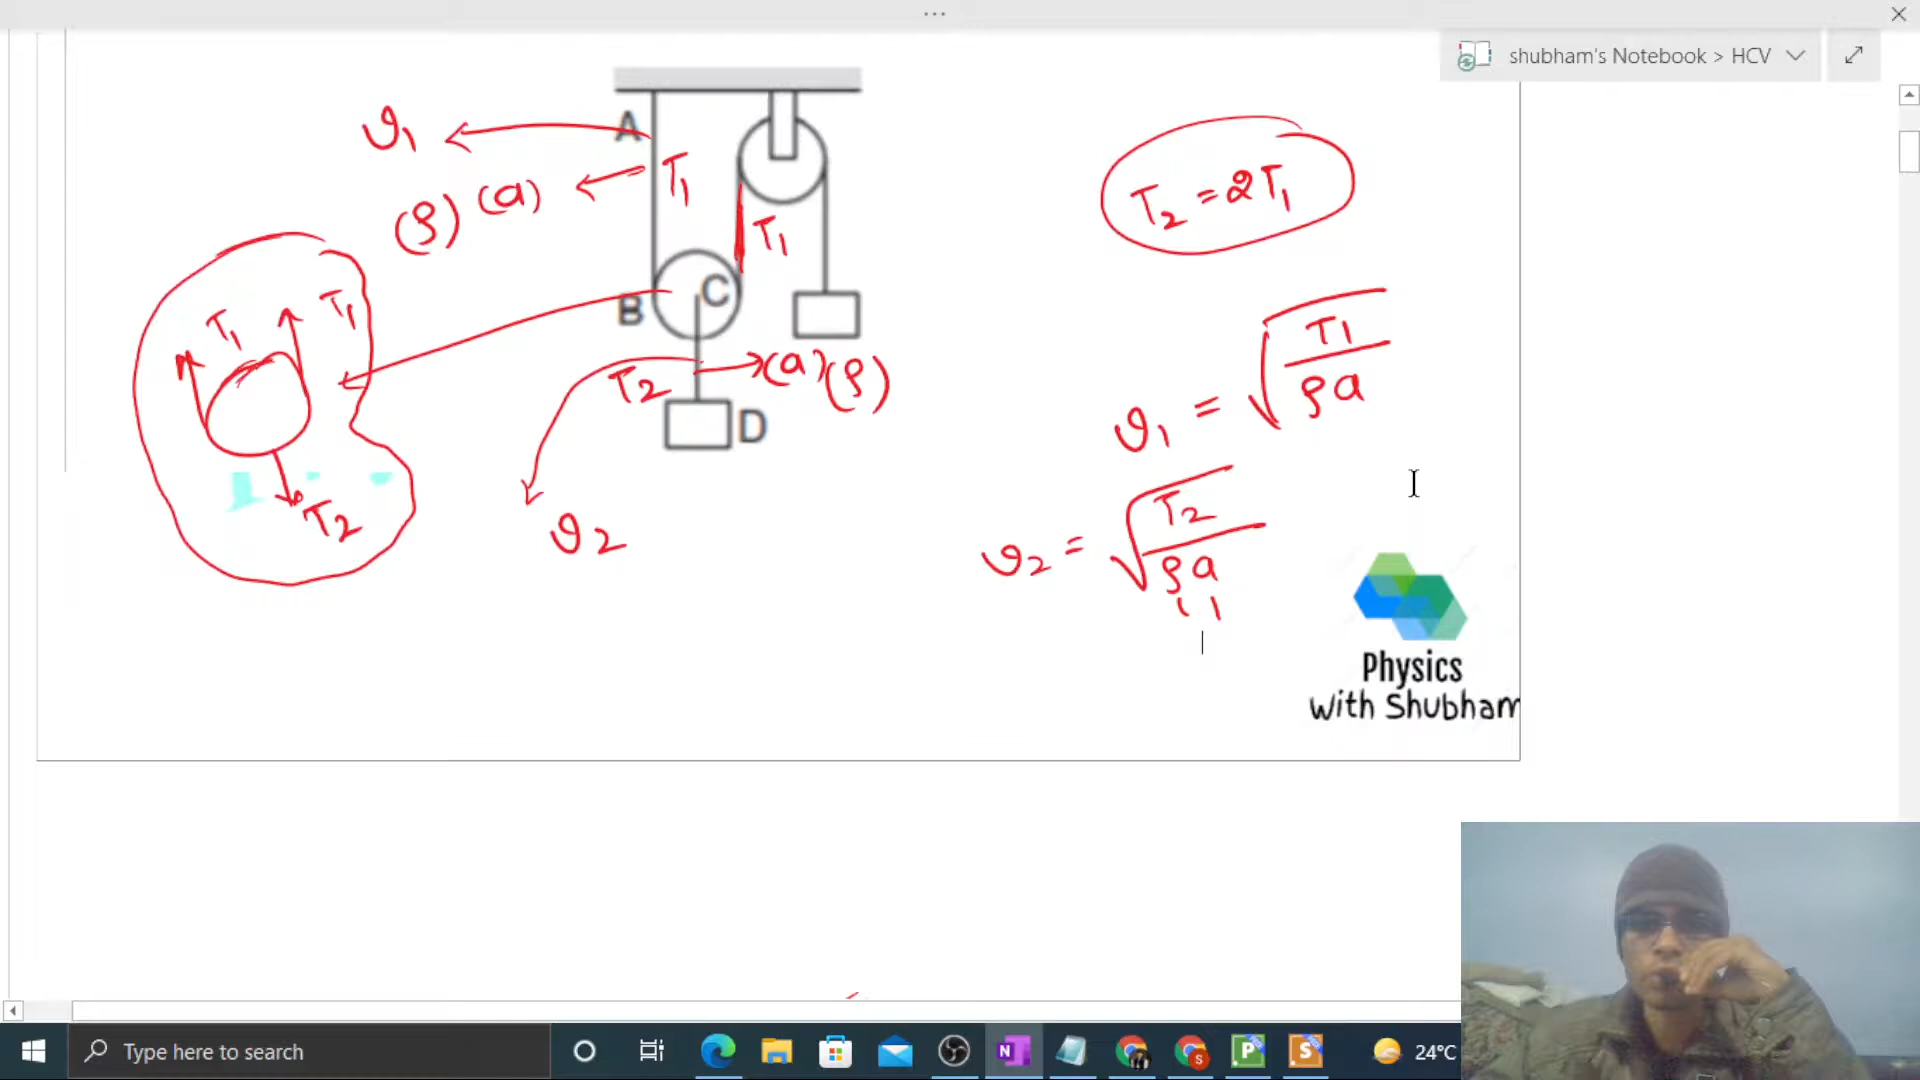 shubham's Notebook > HCV
A
ϑ1
T1
(ρ) (a)
T1
T2 = 2T1
B
C
T1
T1
T2
(a) (ρ)
D
T2
ϑ1 = √T1/ρa
ϑ2
ϑ2 = √T2/ρa
Physics
With Shubham
Type here to search
24°C